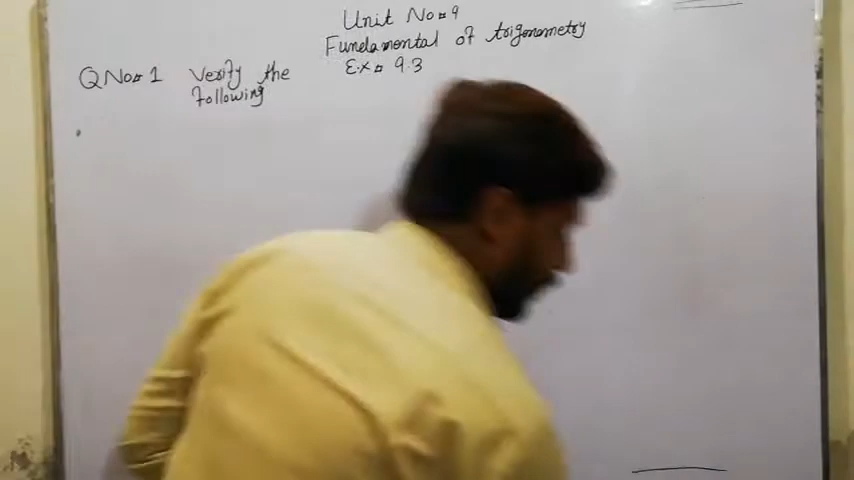 Unit No# 9
Fundamental of trigonometry
Ex# 9.3
Q No# 1 Verify the
following